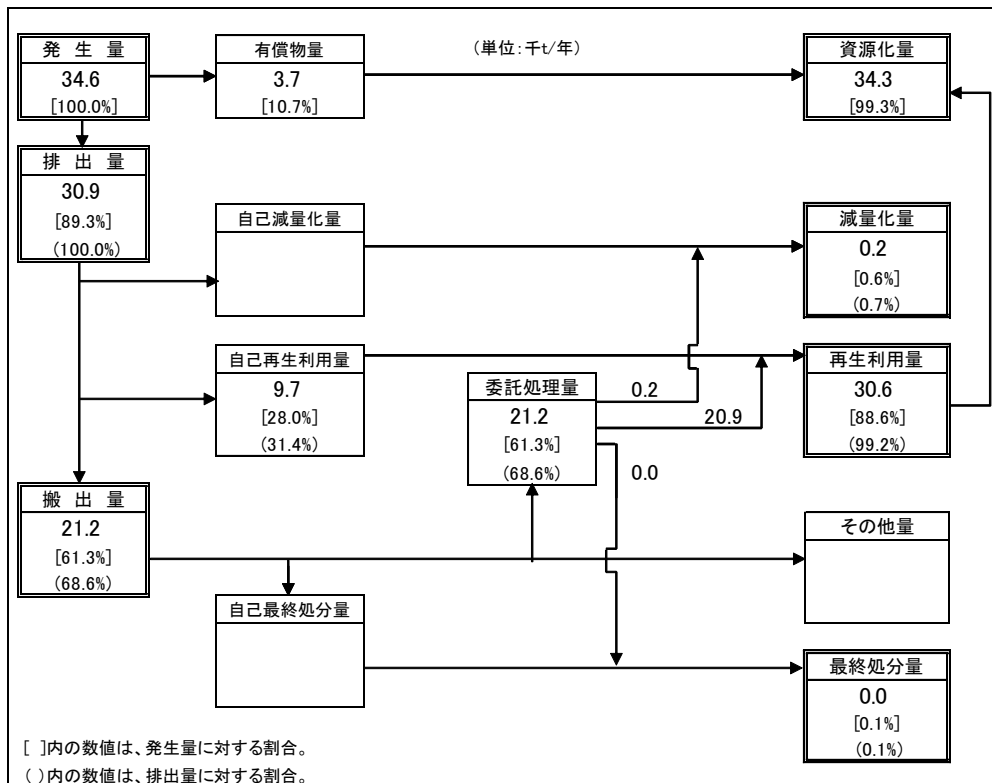 発 生 量
34.6
[100.0%]
有償物量
3.7
[10.7%]
(単位:千t/年)
資源化量
34.3
[99.3%]
排 出 量
30.9
[89.3%]
(100.0%)
自己減量化量
減量化量
0.2
[0.6%]
(0.7%)
自己再生利用量
9.7
[28.0%]
(31.4%)
委託処理量
21.2
[61.3%]
(68.6%)
0.2
20.9
0.0
再生利用量
30.6
[88.6%]
(99.2%)
搬 出 量
21.2
[61.3%]
(68.6%)
その他量
自己最終処分量
最終処分量
0.0
[0.1%]
(0.1%)
[ ]内の数値は、発生量に対する割合。
( )内の数値は、排出量に対する割合。